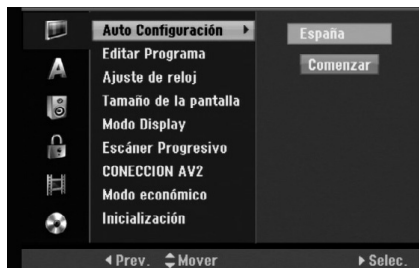 Auto Configuración
España
Editar Programa
Comenzar
Ajuste de reloj
Tamaño de la pantalla
Modo Display
Escáner Progresivo
CONECCION AV2
Modo económico
Inicialización
Prev. Mover Selec.
A